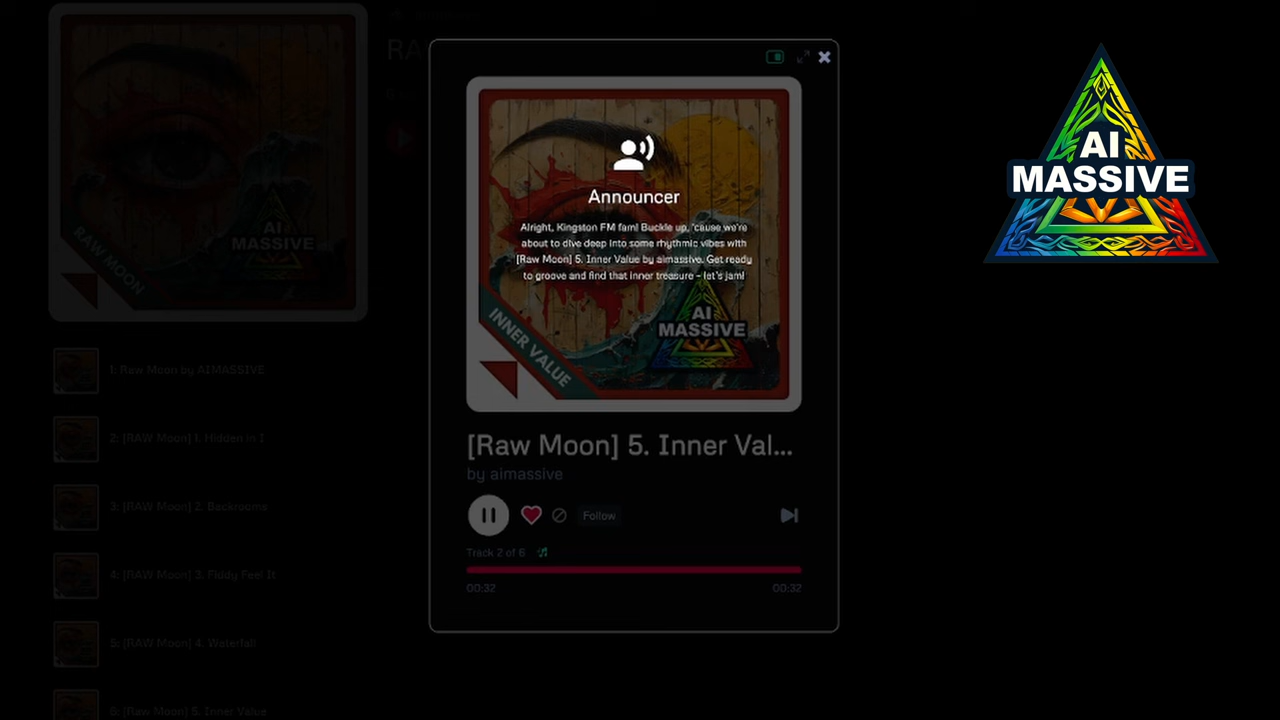 RA
RAW MOON
AI
MASSIVE
1: Raw Moon by AIMASSIVE
2: [RAW Moon] 1. Hidden in I
3: [RAW Moon] 2. Backrooms
4: [RAW Moon] 3. Fiddy Feel It
5: [RAW Moon] 4. Waterfall
6: [Raw Moon] 5. Inner Value
Announcer
Alright, Kingston FM fam! Buckle up, 'cause we're
about to dive deep into some rhythmic vibes with
[Raw Moon] 5. Inner Value by aimassive. Get ready
to groove and find that inner treasure – let's jam!
INNER VALUE
AI
MASSIVE
[Raw Moon] 5. Inner Val...
by aimassive
Follow
Track 2 of 6
00:32
00:32
AI
MASSIVE